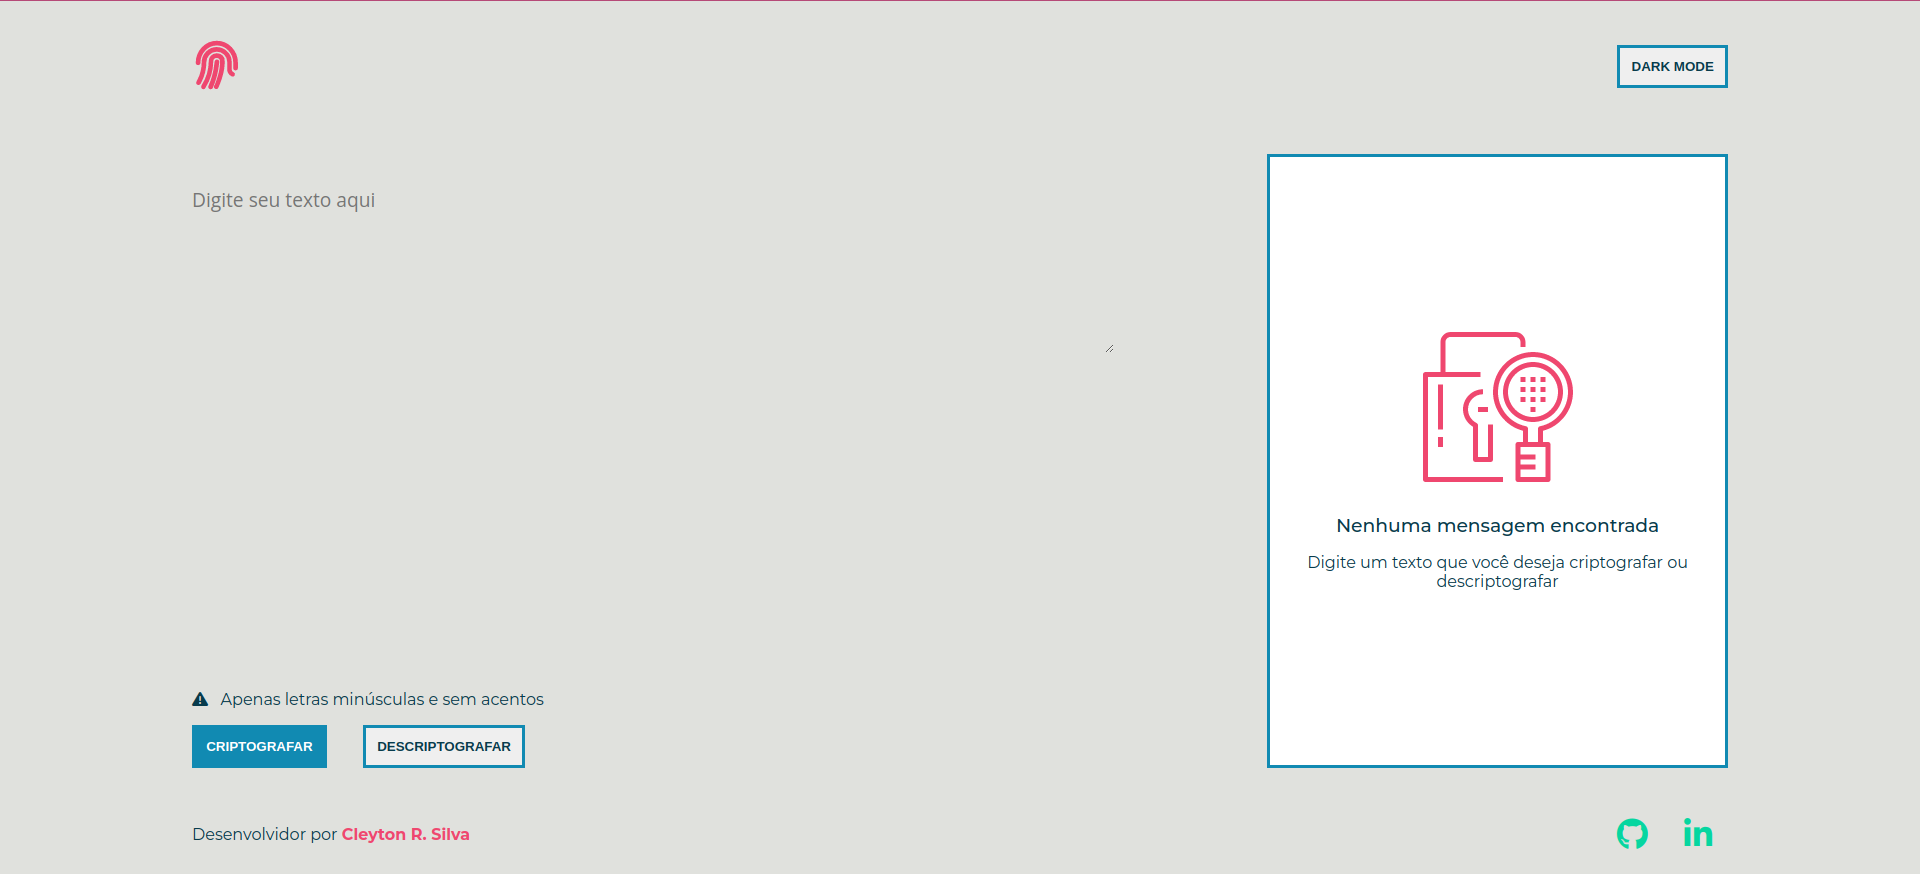 DARK MODE
Digite seu texto aqui
Nenhuma mensagem encontrada
Digite um texto que você deseja criptografar ou
descriptografar
Apenas letras minúsculas e sem acentos
CRIPTOGRAFAR
DESCRIPTOGRAFAR
Desenvolvidor por Cleyton R. Silva
in